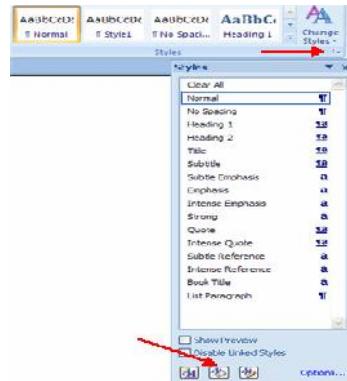 AaBbCcDc AaBbCcDc AaBbCcDc AaBbC
¶ Normal ¶ Style1 ¶ No Spaci... Heading 1 Change Styles
Styles
Styles
Clear All
Normal
No Spacing
Heading 1
Heading 2
Title
Subtitle
Subtle Emphasis
Emphasis
Intense Emphasis
Strong
Quote
Intense Quote
Subtle Reference
Intense Reference
Book Title
List Paragraph
Show Preview
Disable Linked Styles
Options...